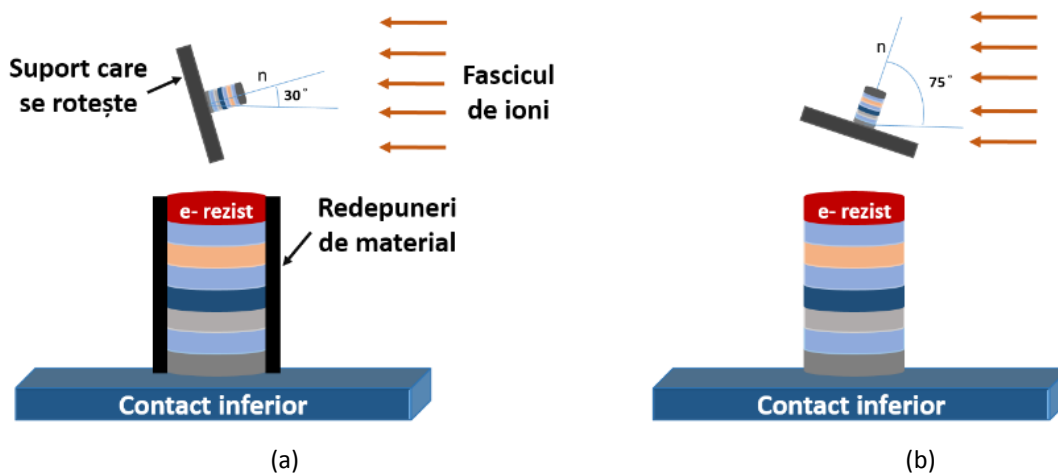 Suport care
se rotește
n
30°
Fascicul
de ioni
n
75°
e- rezist
Redepuneri
de material
Contact inferior
(a)
e- rezist
Contact inferior
(b)